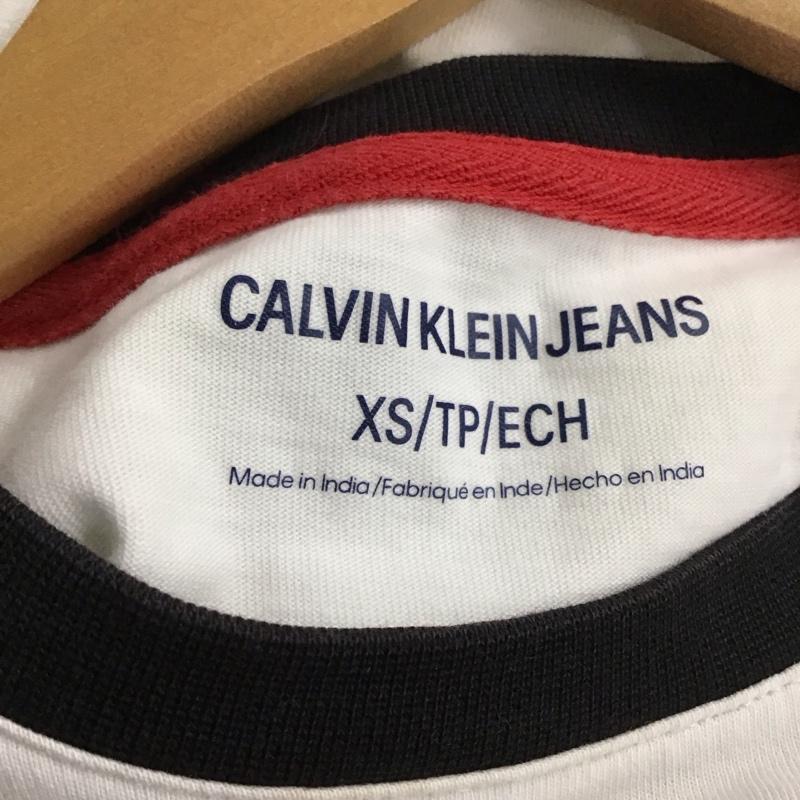 CALVIN KLEIN JEANS
XS/TP/ECH
Made in India/Fabriqué en Inde/Hecho en India